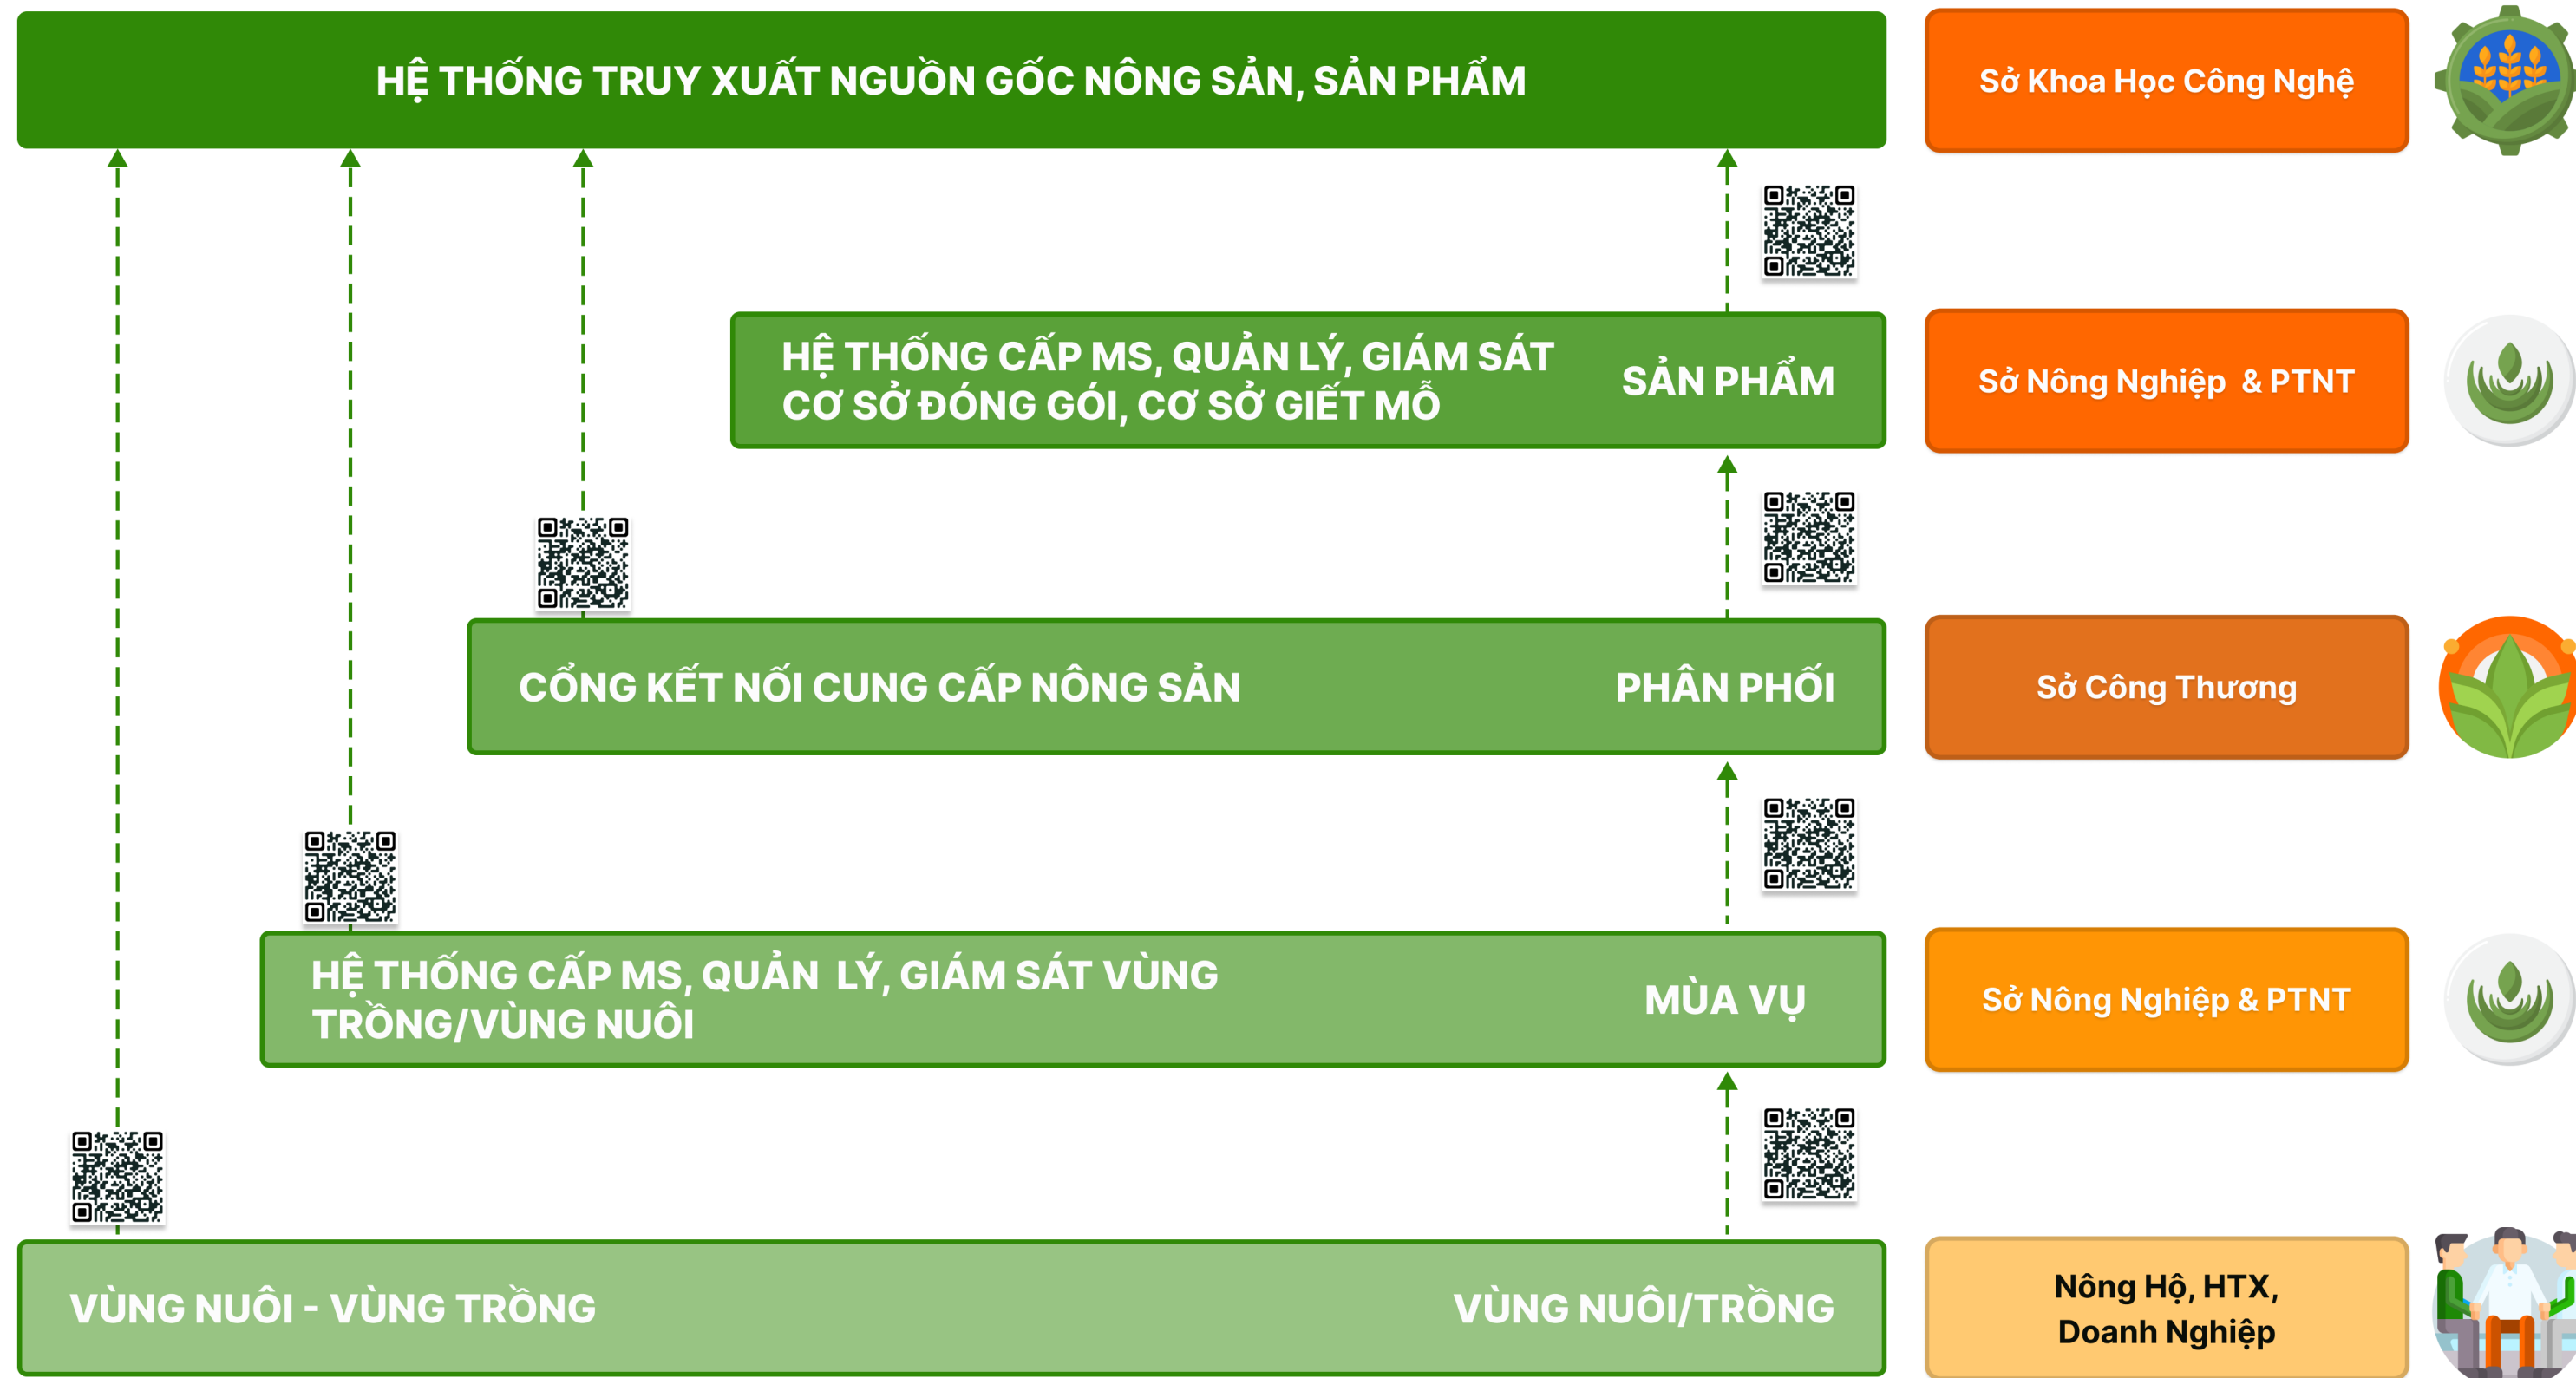 HỆ THỐNG TRUY XUẤT NGUỒN GỐC NÔNG SẢN, SẢN PHẨM
Sở Khoa Học Công Nghệ
HỆ THỐNG CẤP MS, QUẢN LÝ, GIÁM SÁT
CƠ SỞ ĐÓNG GÓI, CƠ SỞ GIẾT MỖ
SẢN PHẨM
Sở Nông Nghiệp & PTNT
CỔNG KẾT NỐI CUNG CẤP NÔNG SẢN
PHÂN PHỐI
Sở Công Thương
HỆ THỐNG CẤP MS, QUẢN LÝ, GIÁM SÁT VÙNG
TRỒNG/VÙNG NUÔI
MÙA VỤ
Sở Nông Nghiệp & PTNT
VÙNG NUÔI - VÙNG TRỒNG
VÙNG NUÔI/TRỒNG
Nông Hộ, HTX,
Doanh Nghiệp